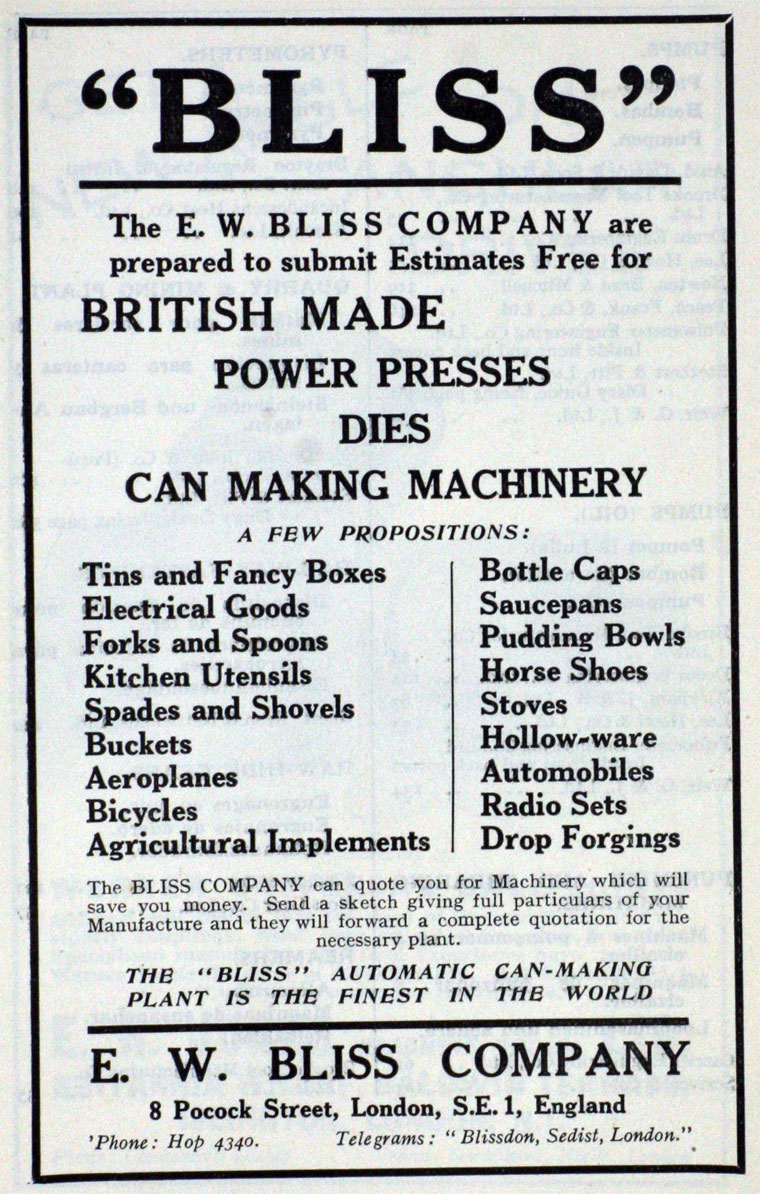 “BLISS”
The E. W. BLISS COMPANY are
prepared to submit Estimates Free for
BRITISH MADE
POWER PRESSES
DIES
CAN MAKING MACHINERY
A FEW PROPOSITIONS:
Tins and Fancy Boxes
Electrical Goods
Forks and Spoons
Kitchen Utensils
Spades and Shovels
Buckets
Aeroplanes
Bicycles
Agricultural Implements
Bottle Caps
Saucepans
Pudding Bowls
Horse Shoes
Stoves
Hollow-ware
Automobiles
Radio Sets
Drop Forgings
The BLISS COMPANY can quote you for Machinery which will
save you money. Send a sketch giving full particulars of your
Manufacture and they will forward a complete quotation for the
necessary plant.
THE “BLISS” AUTOMATIC CAN-MAKING
PLANT IS THE FINEST IN THE WORLD
E. W. BLISS COMPANY
8 Pocock Street, London, S.E. 1, England
'Phone: Hop 4340. Telegrams: “Blissdon, Sedist, London.”